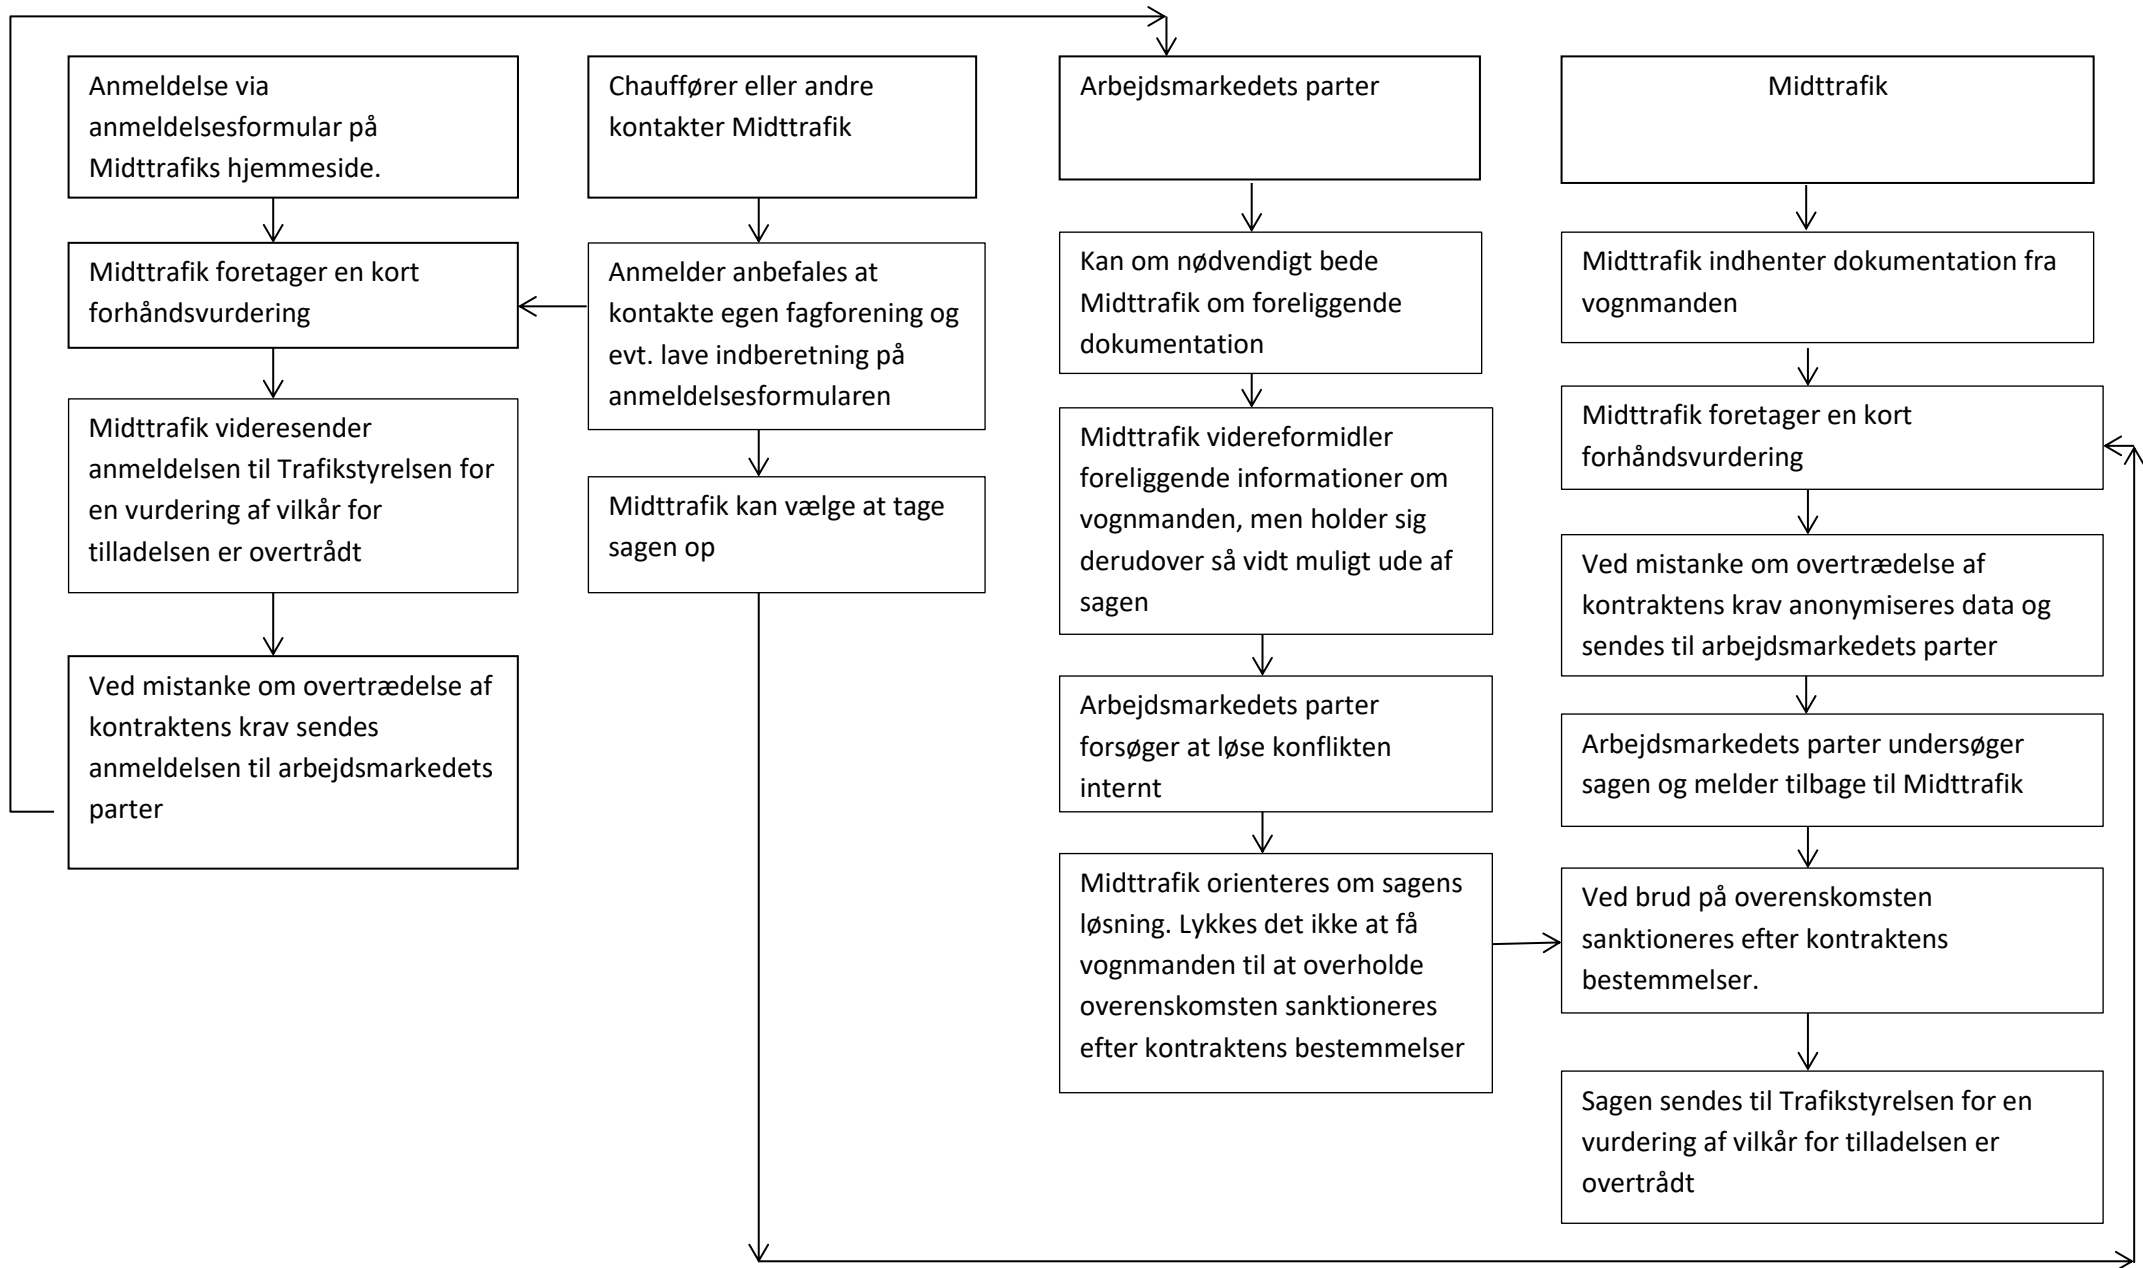 Anmeldelse via
anmeldelsesformular på
Midttrafiks hjemmeside.
Midttrafik foretager en kort
forhåndsvurdering
Midttrafik videresender
anmeldelsen til Trafikstyrelsen for
en vurdering af vilkår for
tilladelsen er overtrådt
Ved mistanke om overtrædelse af
kontraktens krav sendes
anmeldelsen til arbejdsmarkedets
parter
Chauffører eller andre
kontakter Midttrafik
Anmelder anbefales at
kontakte egen fagforening og
evt. lave indberetning på
anmeldelsesformularen
Midttrafik kan vælge at tage
sagen op
Arbejdsmarkedets parter
Kan om nødvendigt bede
Midttrafik om foreliggende
dokumentation
Midttrafik videreformidler
foreliggende informationer om
vognmanden, men holder sig
derudover så vidt muligt ude af
sagen
Arbejdsmarkedets parter
forsøger at løse konflikten
internt
Midttrafik orienteres om sagens
løsning. Lykkes det ikke at få
vognmanden til at overholde
overenskomsten sanktioneres
efter kontraktens bestemmelser
Midttrafik
Midttrafik indhenter dokumentation fra
vognmanden
Midttrafik foretager en kort
forhåndsvurdering
Ved mistanke om overtrædelse af
kontraktens krav anonymiseres data og
sendes til arbejdsmarkedets parter
Arbejdsmarkedets parter undersøger
sagen og melder tilbage til Midttrafik
Ved brud på overenskomsten
sanktioneres efter kontraktens
bestemmelser.
Sagen sendes til Trafikstyrelsen for en
vurdering af vilkår for tilladelsen er
overtrådt